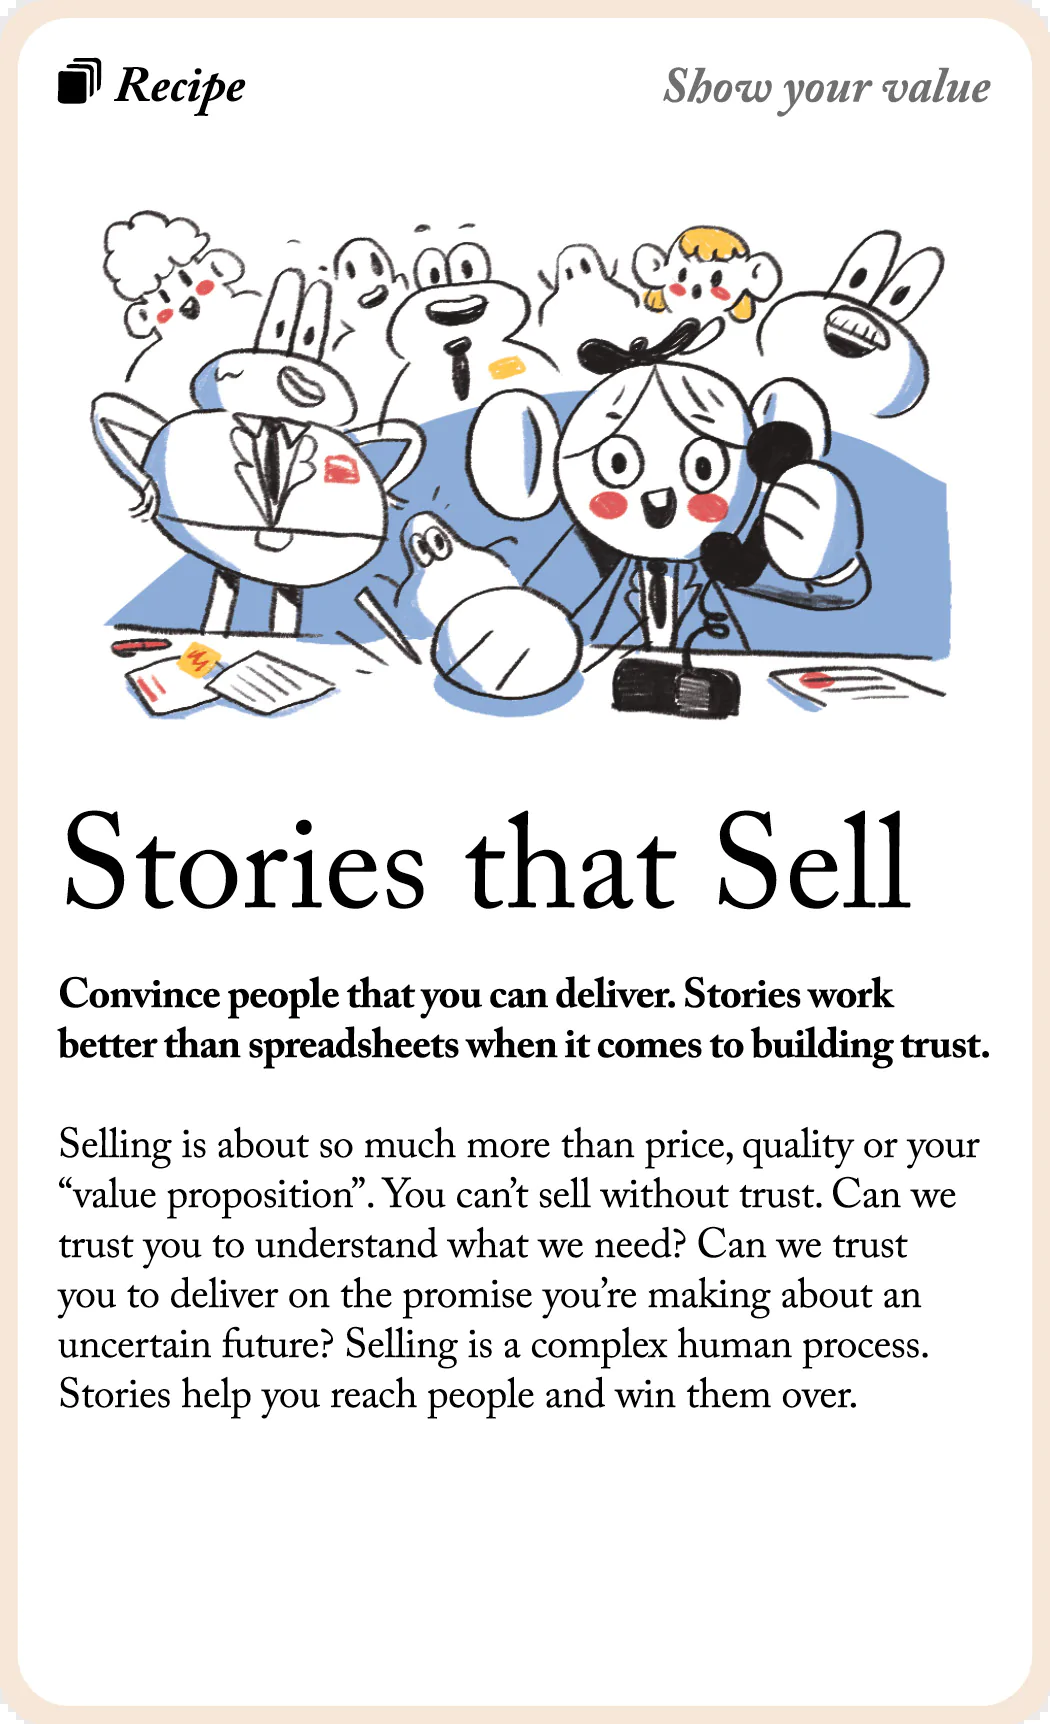 Recipe
Show your value
Stories that Sell
Convince people that you can deliver. Stories work
better than spreadsheets when it comes to building trust.
Selling is about so much more than price, quality or your
“value proposition”. You can’t sell without trust. Can we
trust you to understand what we need? Can we trust
you to deliver on the promise you’re making about an
uncertain future? Selling is a complex human process.
Stories help you reach people and win them over.